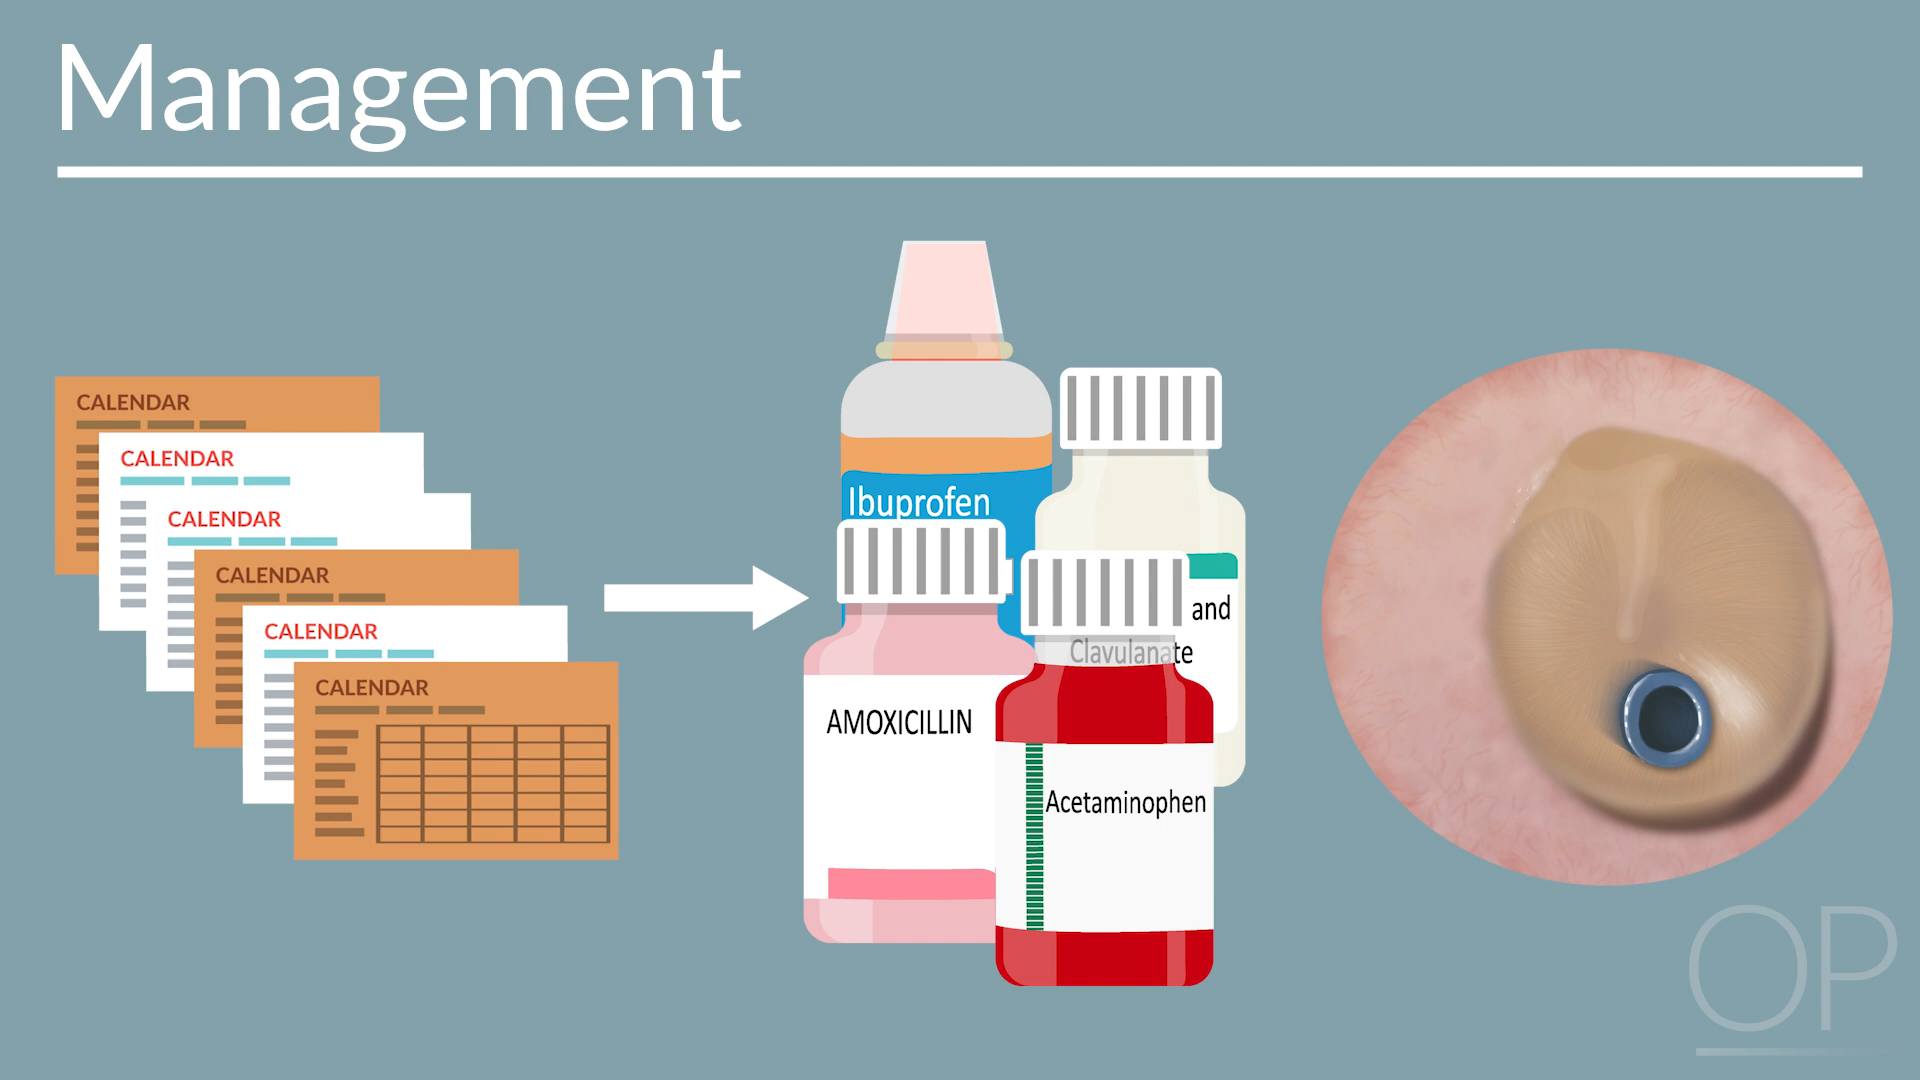 Management
CALENDAR
CALENDAR
CALENDAR
CALENDAR
CALENDAR
CALENDAR
Ibuprofen
and
Clavulanate
AMOXICILLIN
Acetaminophen
OP